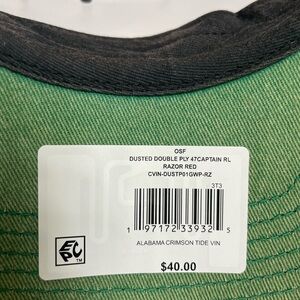 OSF
DUSTED DOUBLE PLY 47CAPTAIN RL
RAZOR RED
CVIN-DUSTP01GWP-RZ
3T3
1 97172 33932 5
EPC
TM
ALABAMA CRIMSON TIDE VIN
$40.00